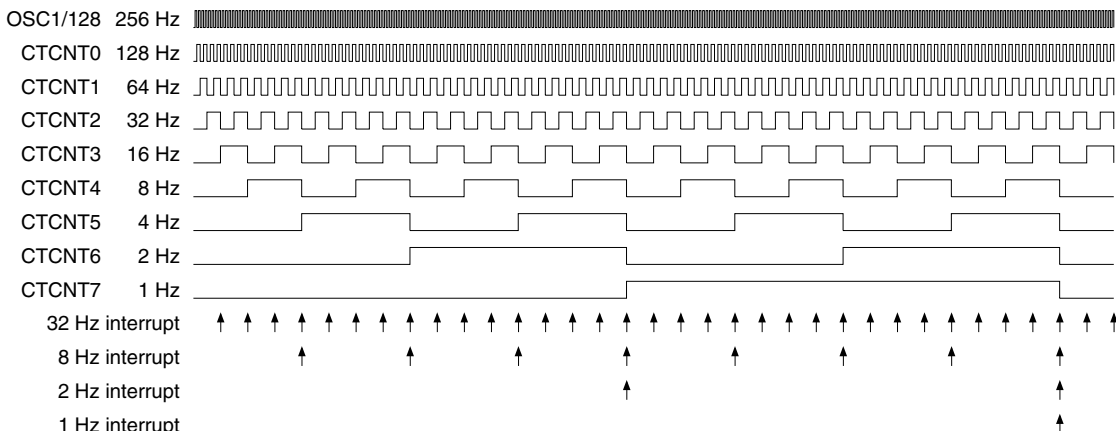 OSC1/128 256 Hz
CTCNT0 128 Hz
CTCNT1 64 Hz
CTCNT2 32 Hz
CTCNT3 16 Hz
CTCNT4 8 Hz
CTCNT5 4 Hz
CTCNT6 2 Hz
CTCNT7 1 Hz
32 Hz interrupt
8 Hz interrupt
2 Hz interrupt
1 Hz interrupt